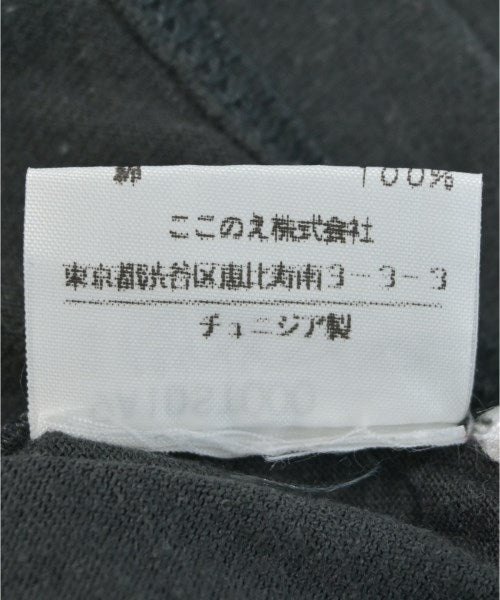 綿 100%
ここのえ株式会社
東京都渋谷区恵比寿南3-3-3
チュニジア製